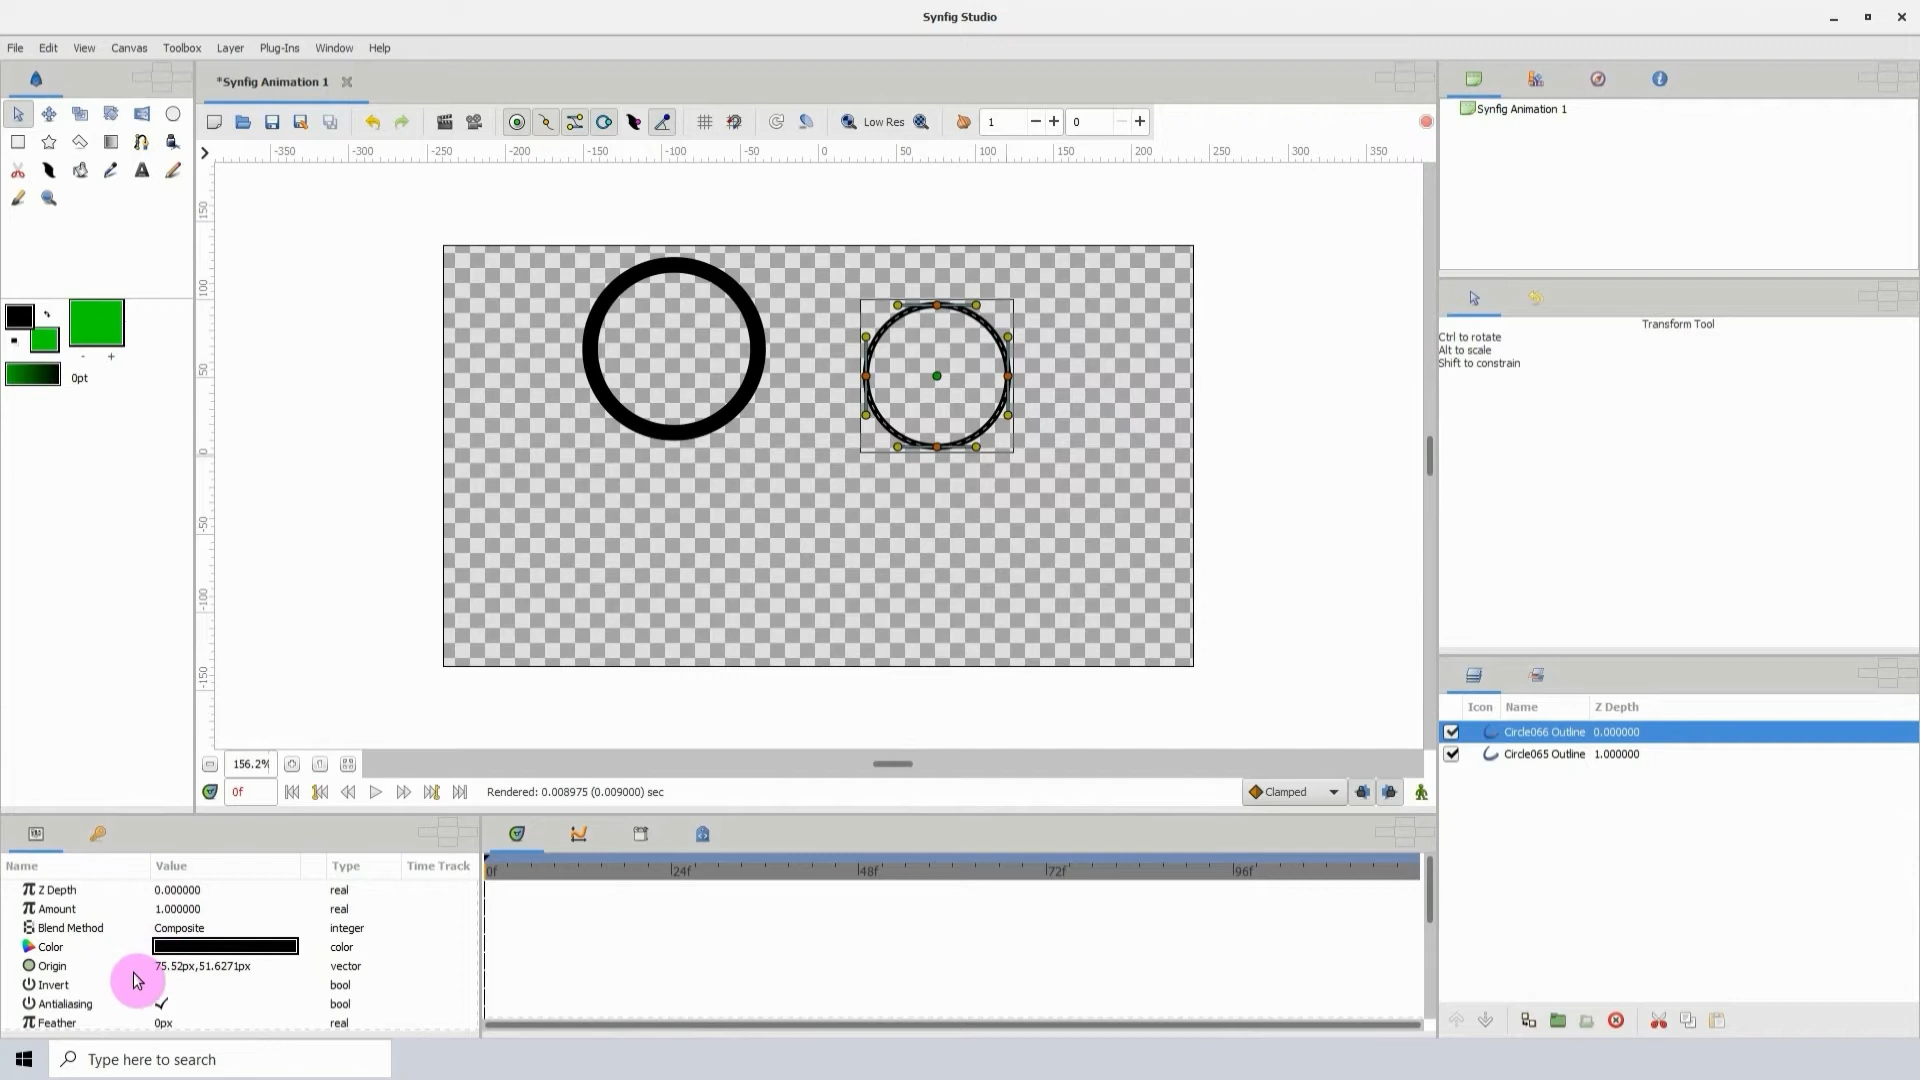 Synfig Studio
File Edit View Canvas Toolbox Layer Plug-Ins Window Help
*Synfig Animation 1
Low Res 1 0
-350 -300 -250 -200 -150 -100 -50 0 50 100 150 200 250 300 350
150
100
50
0
-50
-100
-150
0pt
Synfig Animation 1
Transform Tool
Ctrl to rotate
Alt to scale
Shift to constrain
Icon Name Z Depth
Circle066 Outline 0.000000
Circle065 Outline 1.000000
156.2%
0f Rendered: 0.008975 (0.009000) sec Clamped
Name Value Type Time Track
Z Depth 0.000000 real
Amount 1.000000 real
Blend Method Composite integer
Color color
Origin 75.52px,51.6271px vector
Invert bool
Antialiasing bool
Feather 0px real
0f 24f 48f 72f 96f
Type here to search